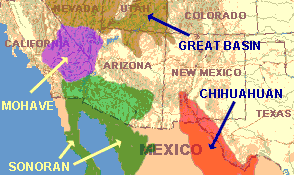 NEVADA
UTAH
COLORADO
GREAT BASIN
CALIFORNIA
ARIZONA
NEW MEXICO
CHIHUAHUAN
MOHAVE
TEXAS
MEXICO
SONORAN